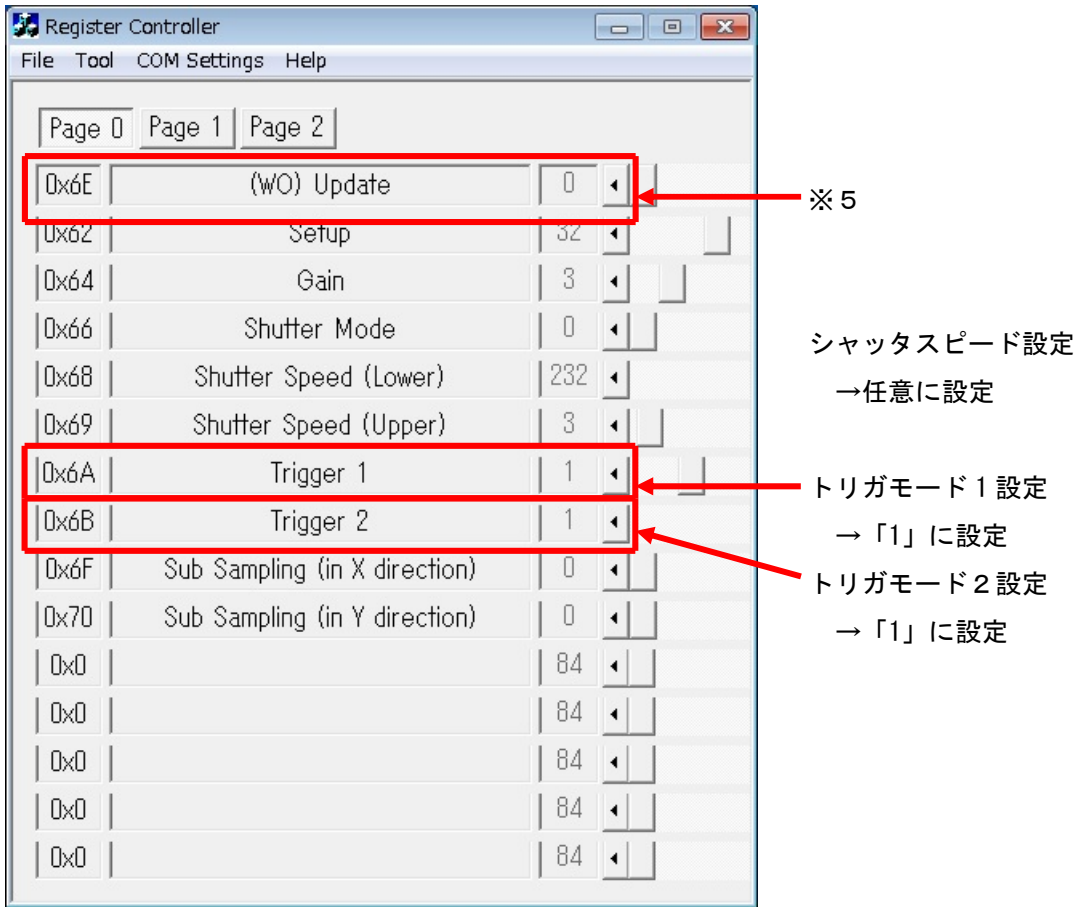 Register Controller
File Tool COM Settings Help
Page 0 Page 1 Page 2
0x6E (WO) Update 0
※５
0x62 Setup 32
0x64 Gain 3
0x66 Shutter Mode 0
シャッタスピード設定
0x68 Shutter Speed (Lower) 232
→任意に設定
0x69 Shutter Speed (Upper) 3
0x6A Trigger 1 1
トリガモード１設定
0x6B Trigger 2 1
→「1」に設定
0x6F Sub Sampling (in X direction) 0
トリガモード２設定
0x70 Sub Sampling (in Y direction) 0
→「1」に設定
0x0 84
0x0 84
0x0 84
0x0 84
0x0 84